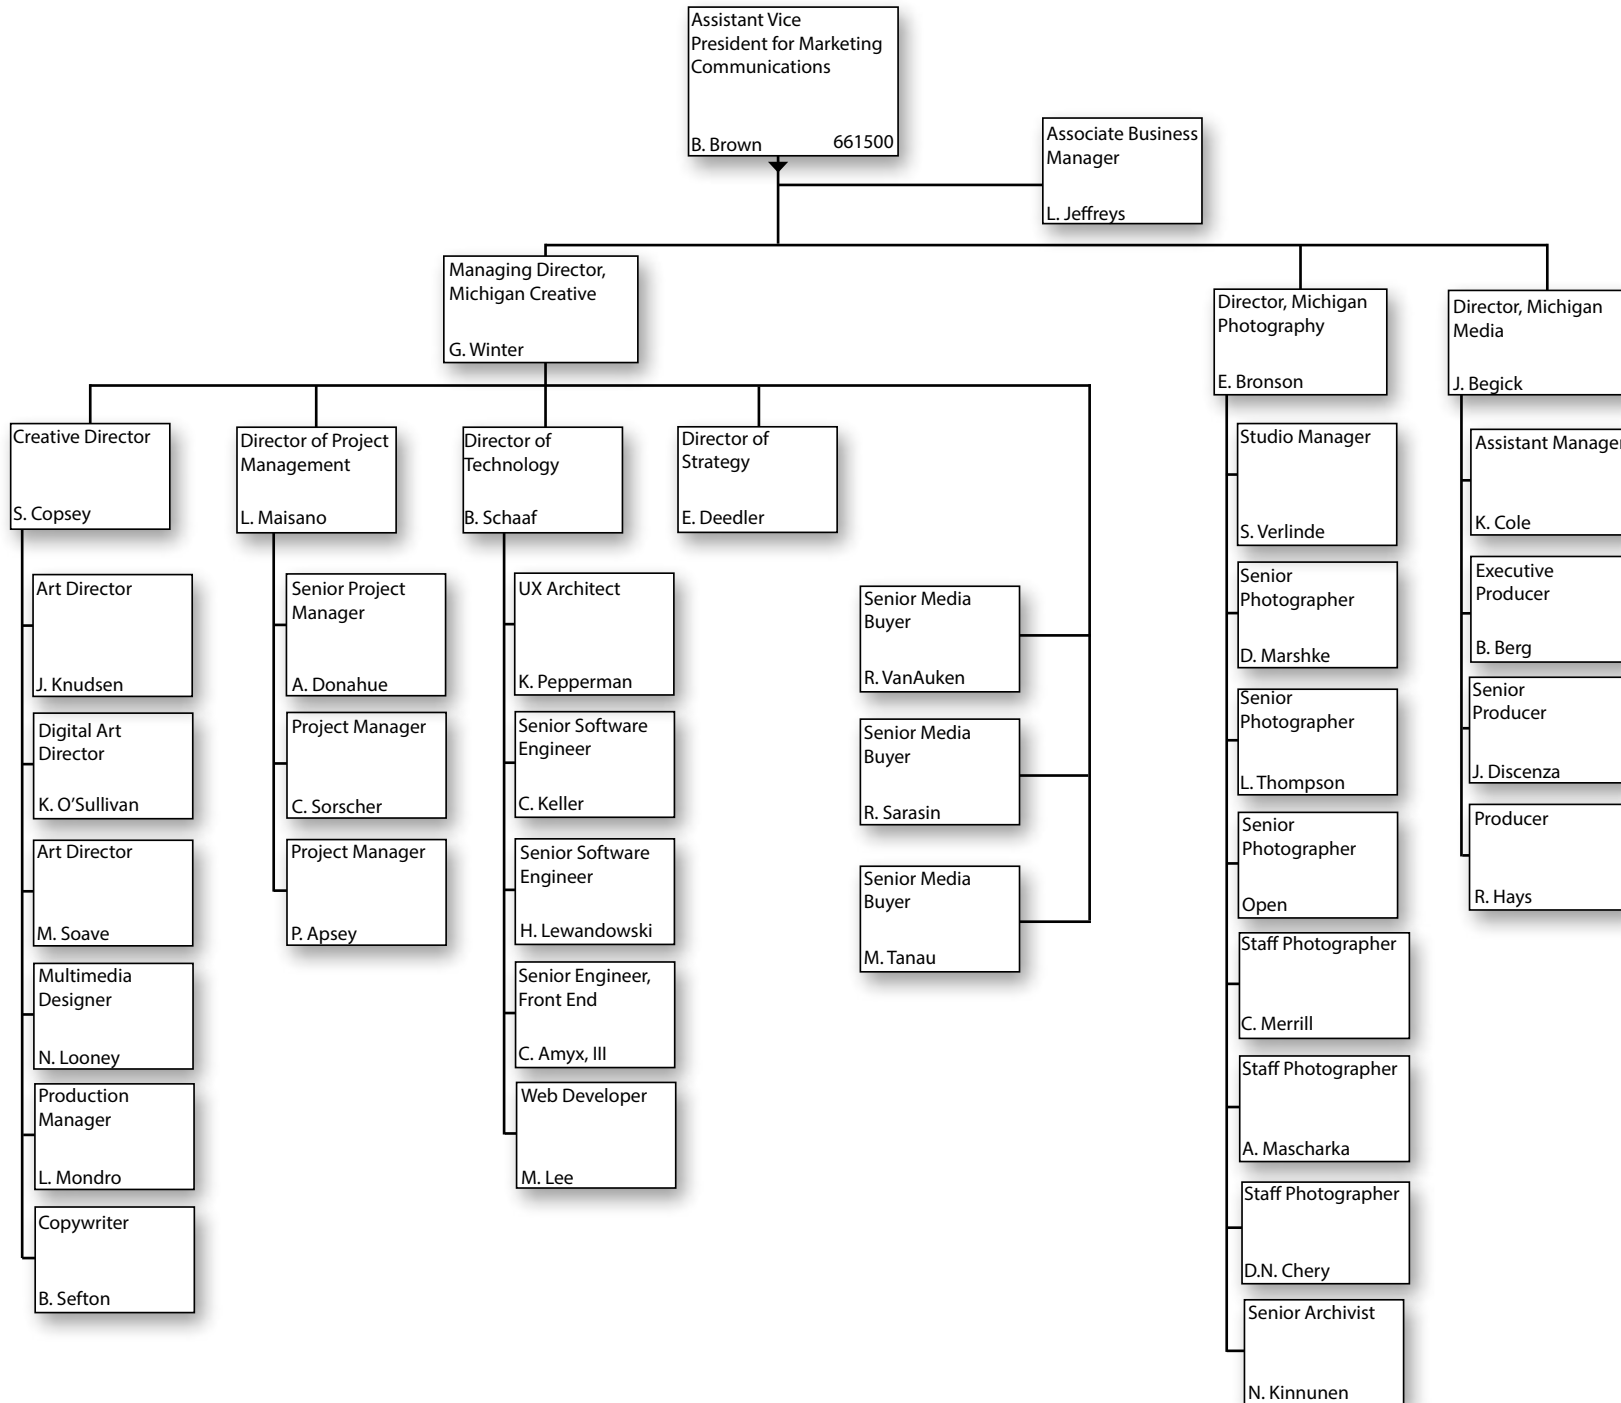 Assistant Vice
President for Marketing
Communications
B. Brown 661500
Associate Business
Manager
L. Jeffreys
Managing Director,
Michigan Creative
G. Winter
Director, Michigan
Photography
E. Bronson
Director, Michigan
Media
J. Begick
Creative Director
S. Copsey
Director of Project
Management
L. Maisano
Director of
Technology
B. Schaaf
Director of
Strategy
E. Deedler
Art Director
J. Knudsen
Digital Art
Director
K. O’Sullivan
Art Director
M. Soave
Multimedia
Designer
N. Looney
Production
Manager
L. Mondro
Copywriter
B. Sefton
Senior Project
Manager
A. Donahue
Project Manager
C. Sorscher
Project Manager
P. Apsey
UX Architect
K. Pepperman
Senior Software
Engineer
C. Keller
Senior Software
Engineer
H. Lewandowski
Senior Engineer,
Front End
C. Amyx, III
Web Developer
M. Lee
Senior Media
Buyer
R. VanAuken
Senior Media
Buyer
R. Sarasin
Senior Media
Buyer
M. Tanau
Studio Manager
S. Verlinde
Senior
Photographer
D. Marshke
Senior
Photographer
L. Thompson
Senior
Photographer
Open
Staff Photographer
C. Merrill
Staff Photographer
A. Mascharka
Staff Photographer
D.N. Chery
Senior Archivist
N. Kinnunen
Assistant Manager
K. Cole
Executive
Producer
B. Berg
Senior
Producer
J. Discenza
Producer
R. Hays